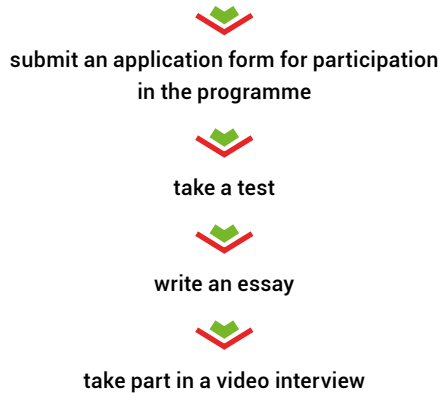 submit an application form for participation
in the programme
take a test
write an essay
take part in a video interview